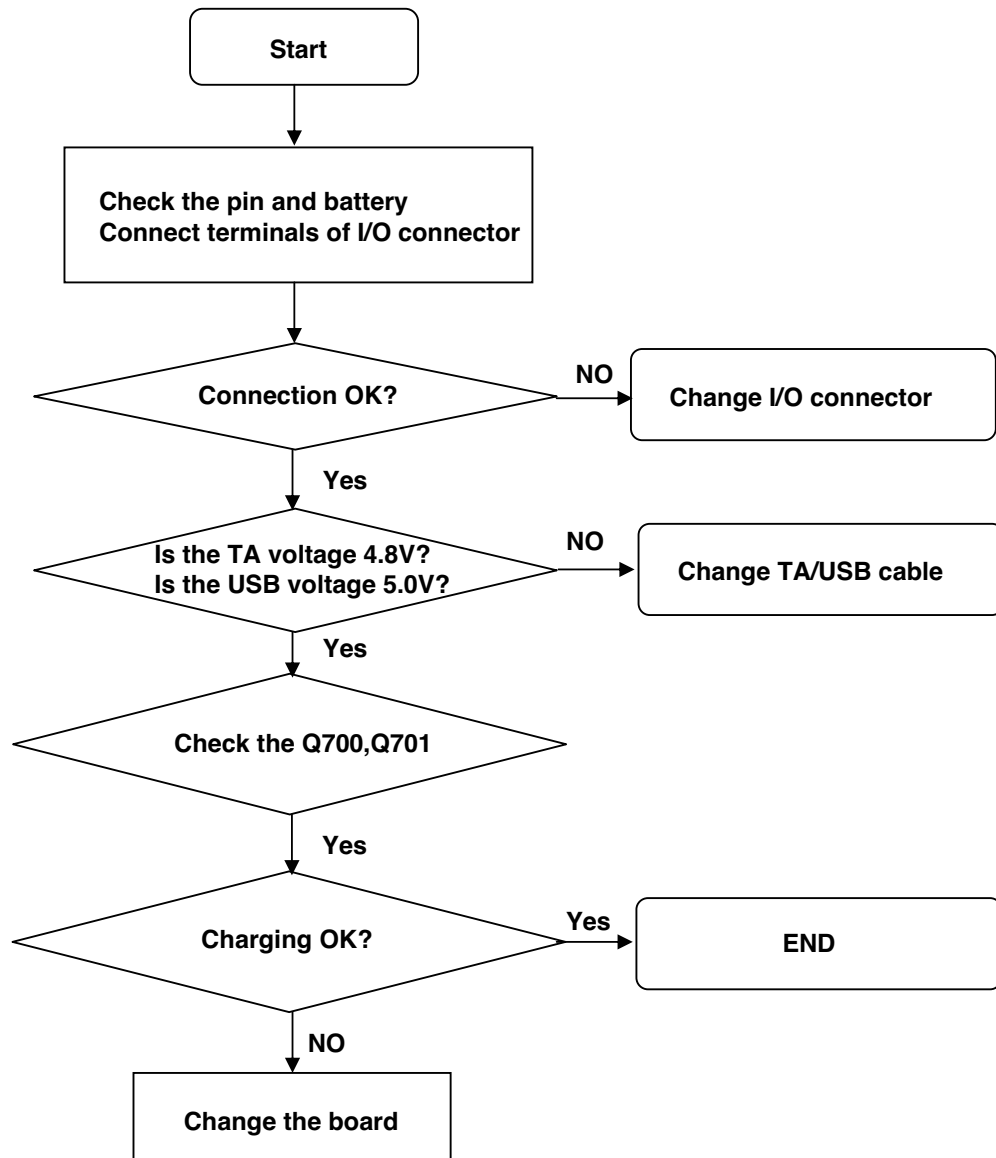 Start
Check the pin and battery
Connect terminals of I/O connector
Connection OK?
NO
Change I/O connector
Yes
Is the TA voltage 4.8V?
Is the USB voltage 5.0V?
NO
Change TA/USB cable
Yes
Check the Q700,Q701
Yes
Charging OK?
Yes
END
NO
Change the board